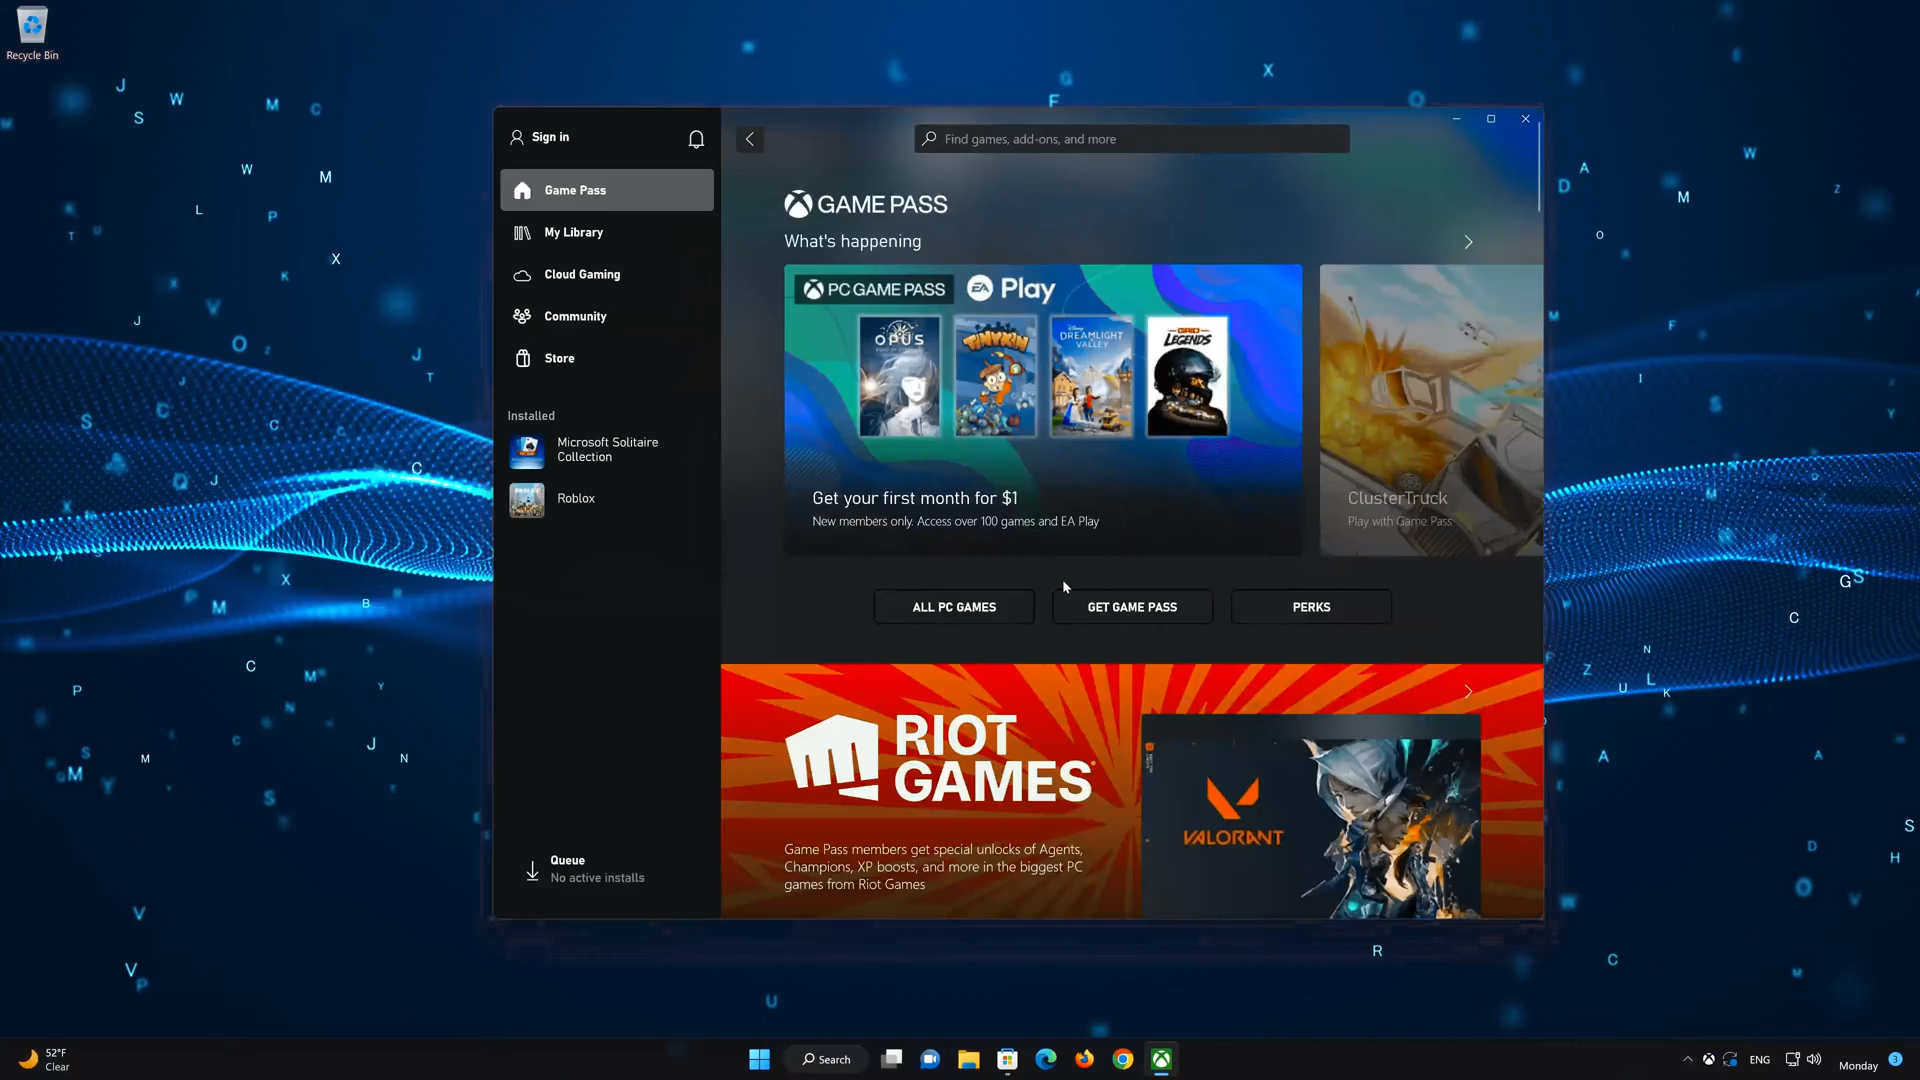 Recycle Bin
Sign in
Find games, add-ons, and more
Game Pass
My Library
Cloud Gaming
Community
Store
Installed
Microsoft Solitaire
Collection
Roblox
Queue
No active installs
GAME PASS
What's happening
PC GAME PASS
EA Play
OPUS
TINYKIN
Disney
DREAMLIGHT
VALLEY
GRID
LEGENDS
Get your first month for $1
New members only. Access over 100 games and EA Play
ClusterTruck
Play with Game Pass
ALL PC GAMES
GET GAME PASS
PERKS
RIOT
GAMES
Game Pass members get special unlocks of Agents,
Champions, XP boosts, and more in the biggest PC
games from Riot Games
VALORANT
52°F
Clear
Search
ENG
Monday
3